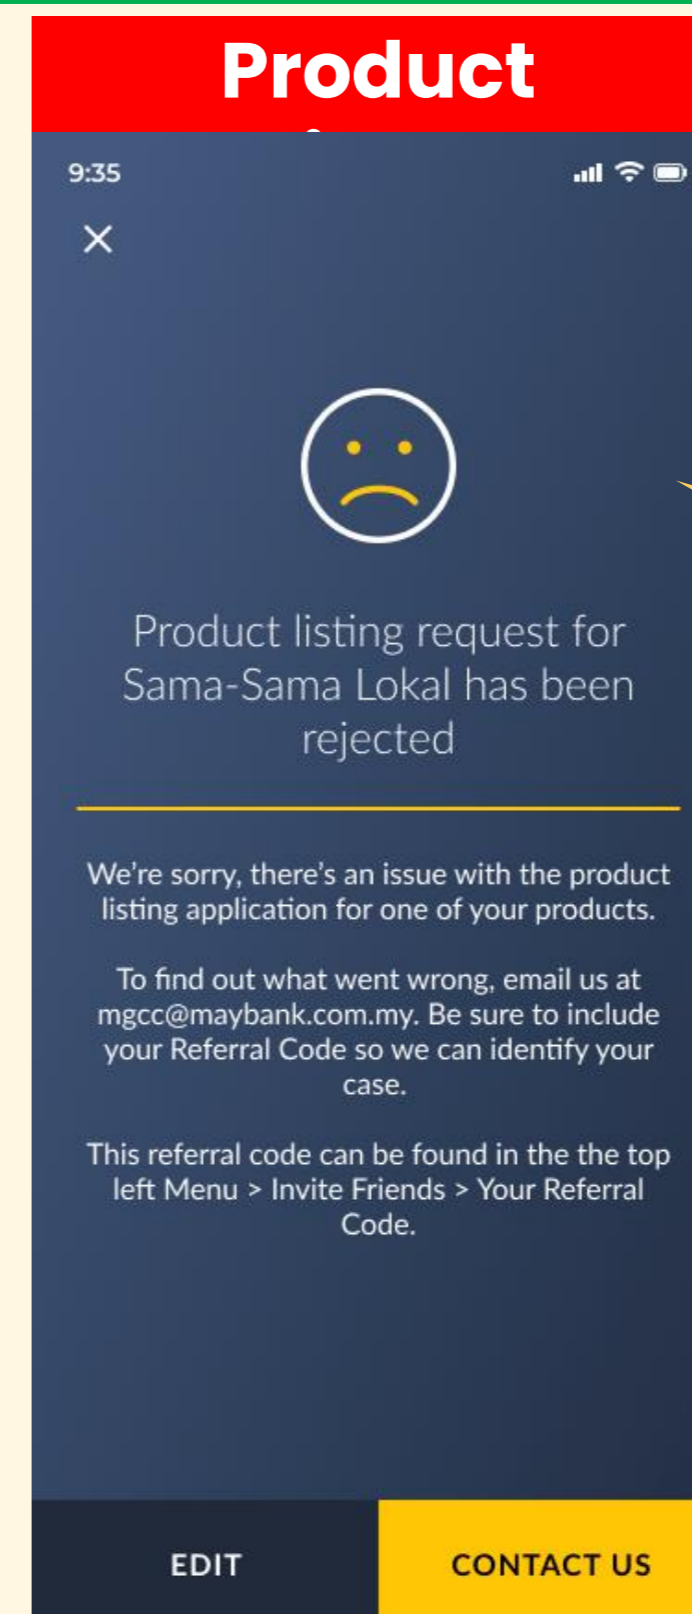 Product
9:35
Product listing request for
Sama-Sama Lokal has been
rejected
We're sorry, there's an issue with the product
listing application for one of your products.
To find out what went wrong, email us at
mgcc@maybank.com.my. Be sure to include
your Referral Code so we can identify your
case.
This referral code can be found in the the top
left Menu > Invite Friends > Your Referral
Code.
EDIT
CONTACT US